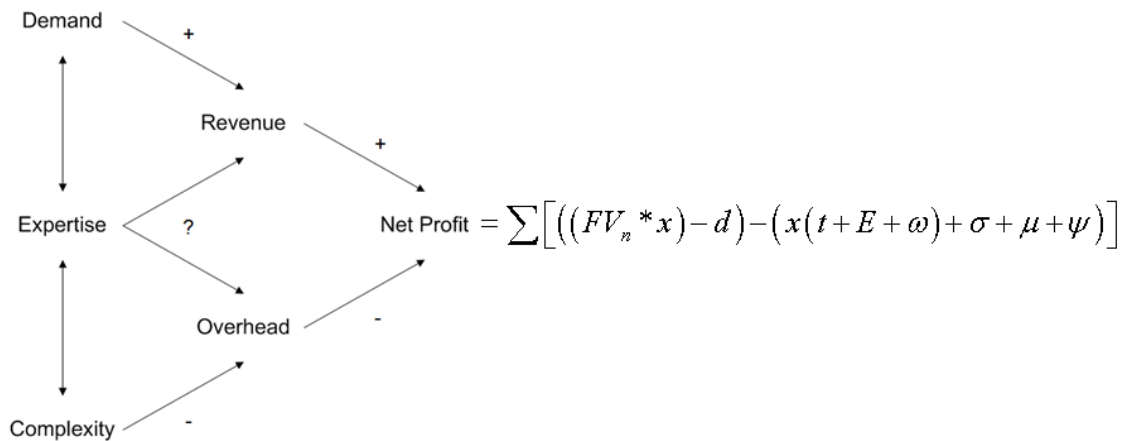 Demand
+
Revenue
+
Expertise
?
Net Profit = ∑[((FVₙ*x)−d)−(x(t+E+ω)+σ+μ+ψ)]
Overhead
-
Complexity
-